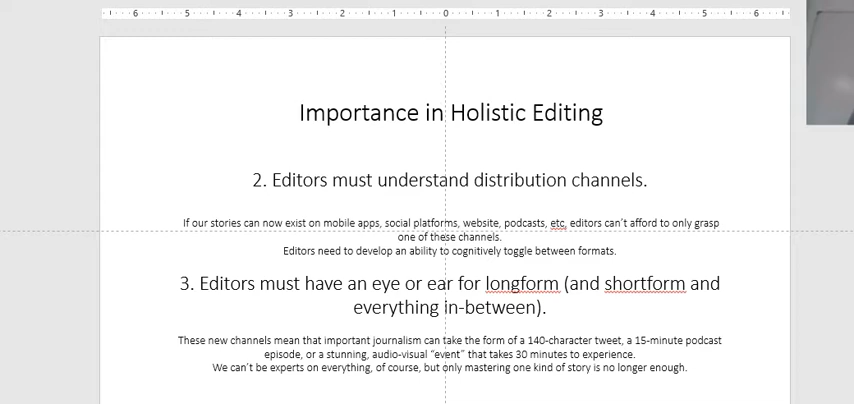 6 5 4 3 2 1 0 1 2 3 4 5 6
Importance in Holistic Editing
2. Editors must understand distribution channels.
If our stories can now exist on mobile apps, social platforms, website, podcasts, etc, editors can’t afford to only grasp
one of these channels.
Editors need to develop an ability to cognitively toggle between formats.
3. Editors must have an eye or ear for longform (and shortform and
everything in-between).
These new channels mean that important journalism can take the form of a 140-character tweet, a 15-minute podcast
episode, or a stunning, audio-visual “event” that takes 30 minutes to experience.
We can’t be experts on everything, of course, but only mastering one kind of story is no longer enough.